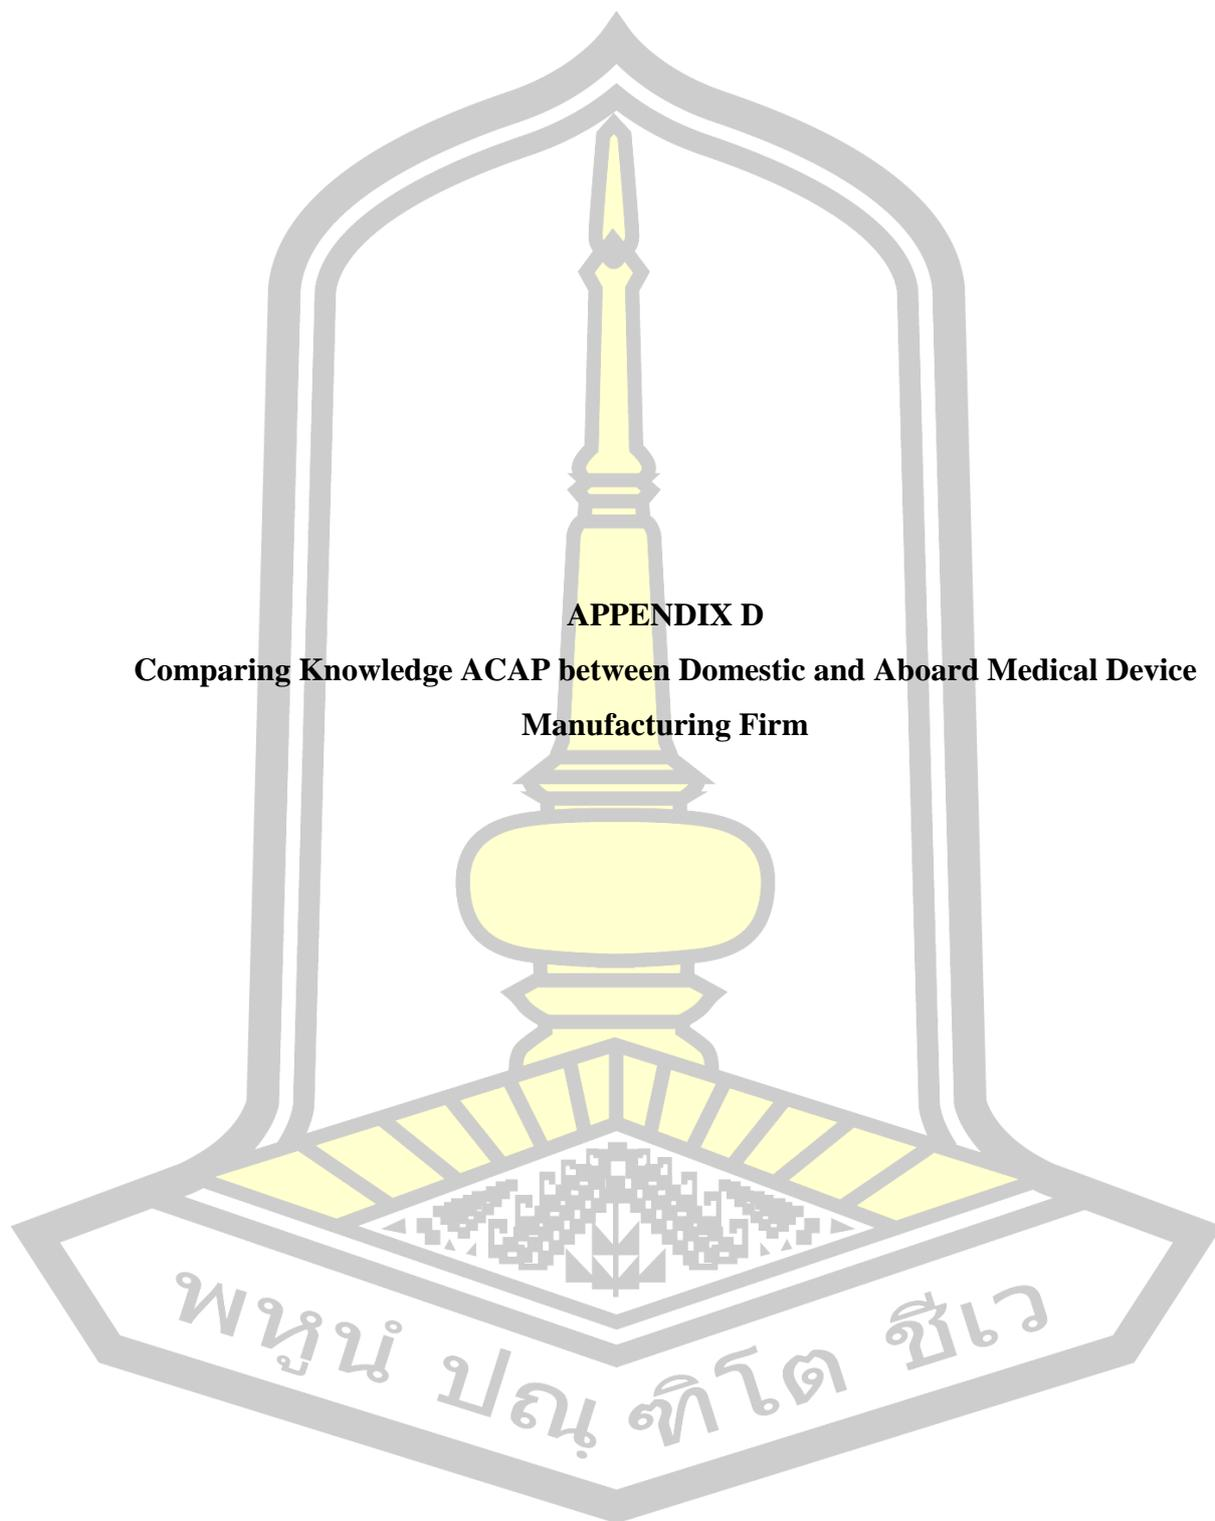 APPENDIX D
Comparing Knowledge ACAP between Domestic and Aboard Medical Device
Manufacturing Firm
พหูนํ ปณฺฑิโต ชีเว